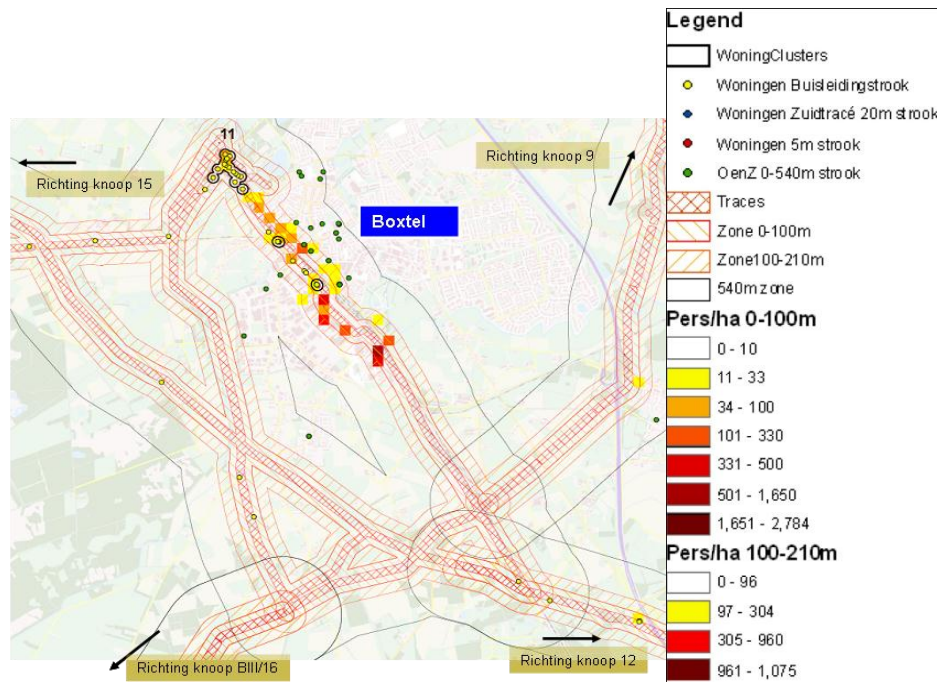 11
Richting knoop 15
Richting knoop 9
Boxtel
Richting knoop BIII/16
Richting knoop 12
Legend
WoningClusters
Woningen Buisleidingstrook
Woningen Zuidtracé 20m strook
Woningen 5m strook
OenZ 0-540m strook
Traces
Zone 0-100m
Zone100-210m
540m zone
Pers/ha 0-100m
0 - 10
11 - 33
34 - 100
101 - 330
331 - 500
501 - 1,650
1,651 - 2,784
Pers/ha 100-210m
0 - 96
97 - 304
305 - 960
961 - 1,075